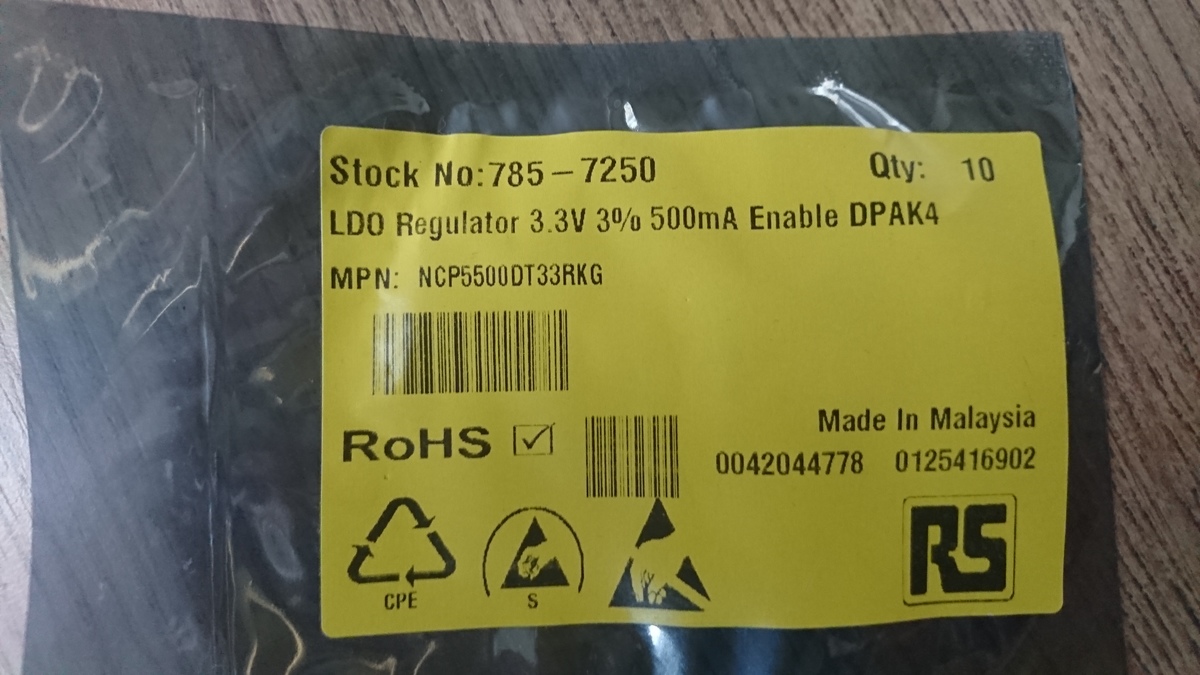 Stock No:785-7250 Qty: 10
LDO Regulator 3.3V 3% 500mA Enable DPAK4
MPN: NCP5500DT33RKG
Made In Malaysia
RoHS
0042044778 0125416902
CPE
S
RS